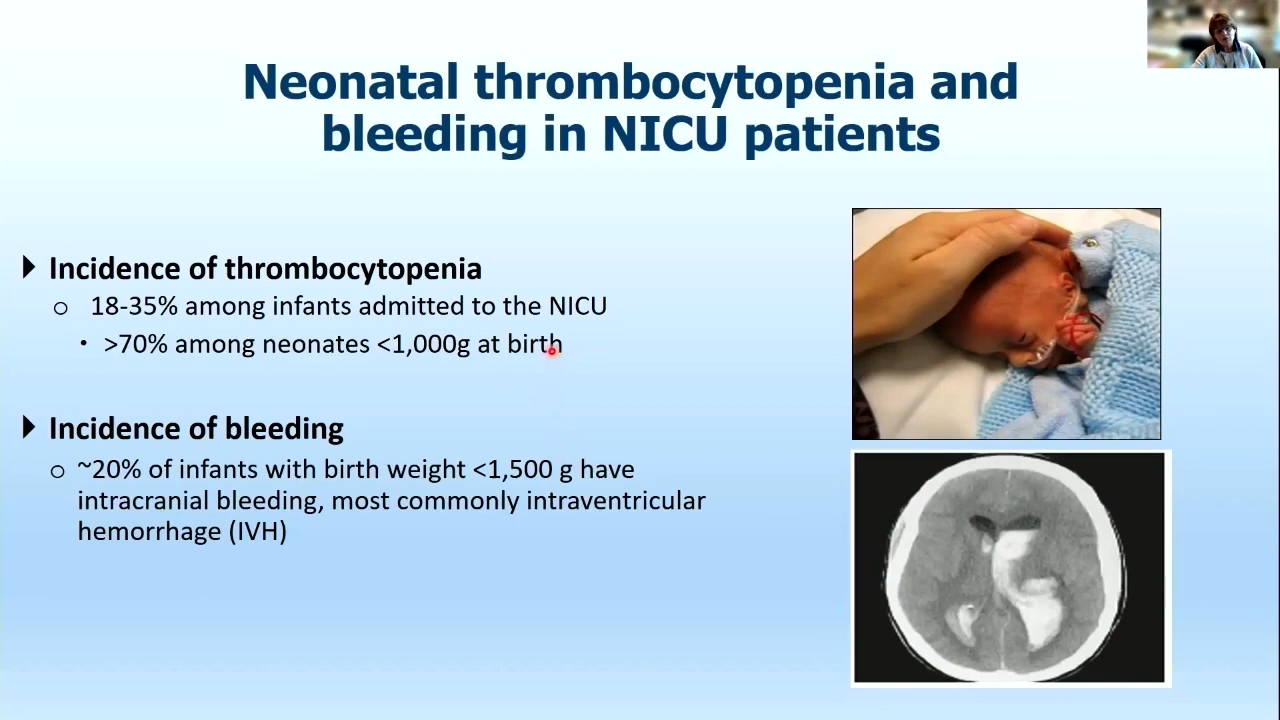 Neonatal thrombocytopenia and
bleeding in NICU patients
Incidence of thrombocytopenia
18-35% among infants admitted to the NICU
>70% among neonates <1,000g at birth
Incidence of bleeding
~20% of infants with birth weight <1,500 g have
intracranial bleeding, most commonly intraventricular
hemorrhage (IVH)